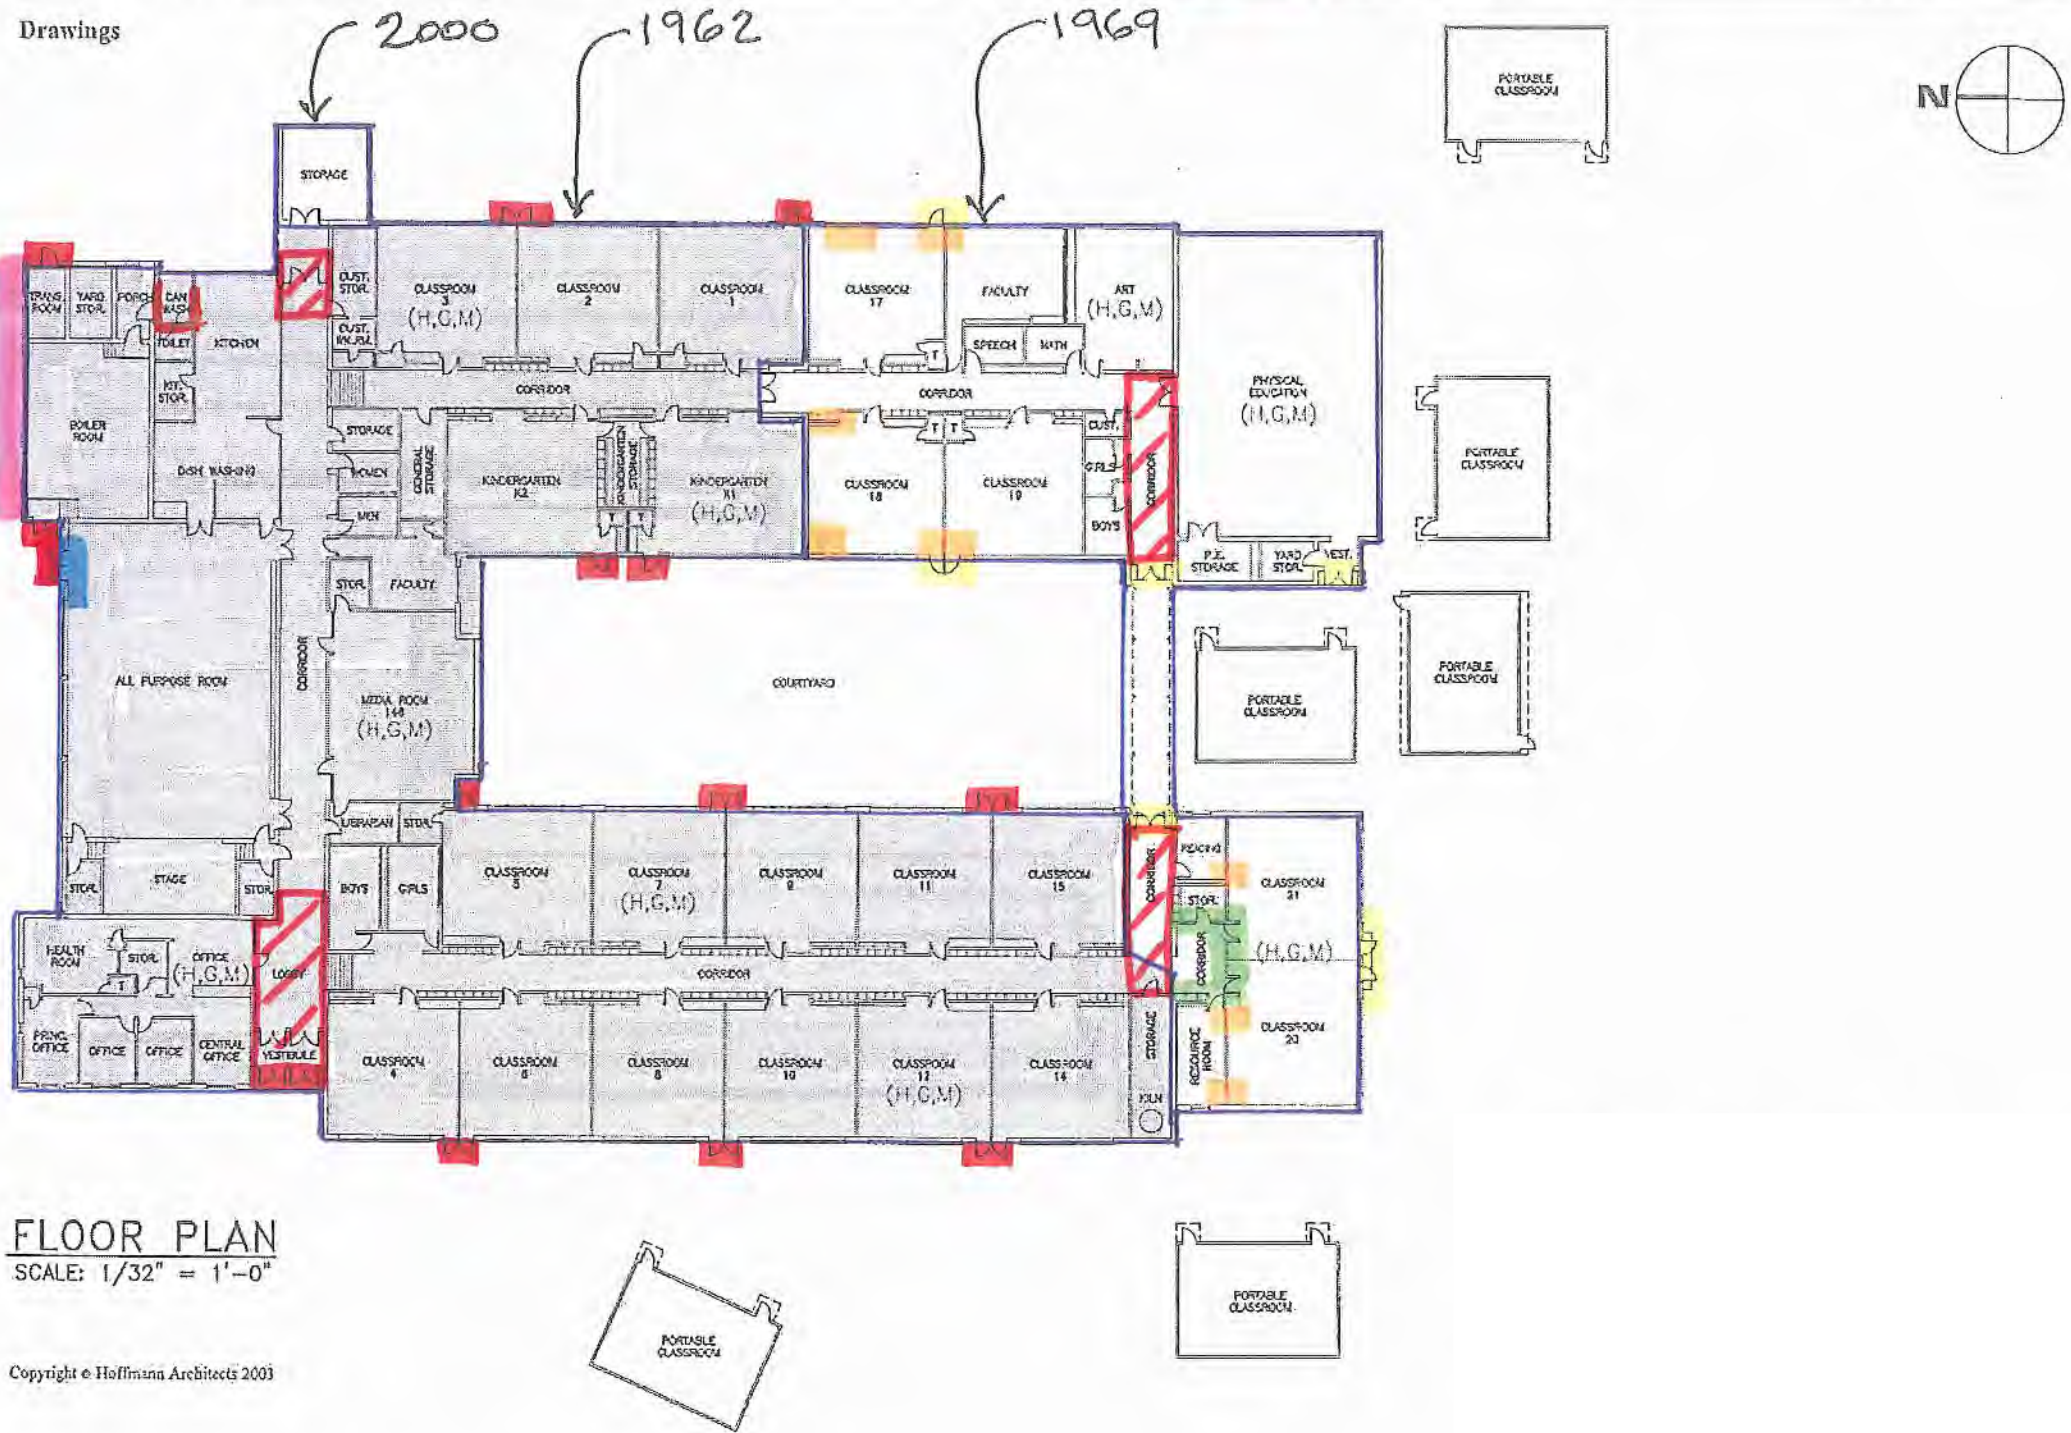 Drawings
2000
1962
1969
N
PORTABLE
CLASSROOM
STORAGE
TRANS.
ROOM
YARD
STOR.
PORCH
CAN
WASH
TOILET
KITCHEN
KIT.
STOR.
CUST.
STOR.
CLASSROOM
3
(H,G,M)
CLASSROOM
2
CLASSROOM
1
CLASSROOM
17
FACULTY
ART
(H,G,M)
SPEECH
MATH
T
CORRIDOR
CORRIDOR
PHYSICAL
EDUCATION
(H,G,M)
PORTABLE
CLASSROOM
BOILER
ROOM
DISH WASHING
STORAGE
WOMEN
MEN
GENERAL
STORAGE
KINDERGARTEN
K2
KINDERGARTEN
STORAGE
T
T
KINDERGARTEN
K1
(H,G,M)
CLASSROOM
18
T
T
CLASSROOM
19
CUST.
GIRLS
BOYS
CORRIDOR
P.E.
STORAGE
YARD
STOR.
VEST.
STOR.
FACULTY
ALL PURPOSE ROOM
CORRIDOR
MEDIA ROOM
(H,G,M)
COURTYARD
PORTABLE
CLASSROOM
PORTABLE
CLASSROOM
LIBRARIAN
STOR.
STOR.
STAGE
STOR.
BOYS
GIRLS
CLASSROOM
5
CLASSROOM
7
(H,G,M)
CLASSROOM
9
CLASSROOM
11
CLASSROOM
15
CORRIDOR
READING
STOR.
CORRIDOR
CLASSROOM
21
(H,G,M)
HEALTH
ROOM
STOR.
T
OFFICE
(H,G,M)
LOBBY
CORRIDOR
PRINC.
OFFICE
OFFICE
OFFICE
CENTRAL
OFFICE
VESTIBULE
CLASSROOM
4
CLASSROOM
6
CLASSROOM
8
CLASSROOM
10
CLASSROOM
12
(H,G,M)
CLASSROOM
14
STORAGE
KILN
RESOURCE
ROOM
CLASSROOM
20
FLOOR PLAN
SCALE: 1/32" = 1'-0"
PORTABLE
CLASSROOM
PORTABLE
CLASSROOM
Copyright © Hoffmann Architects 2003